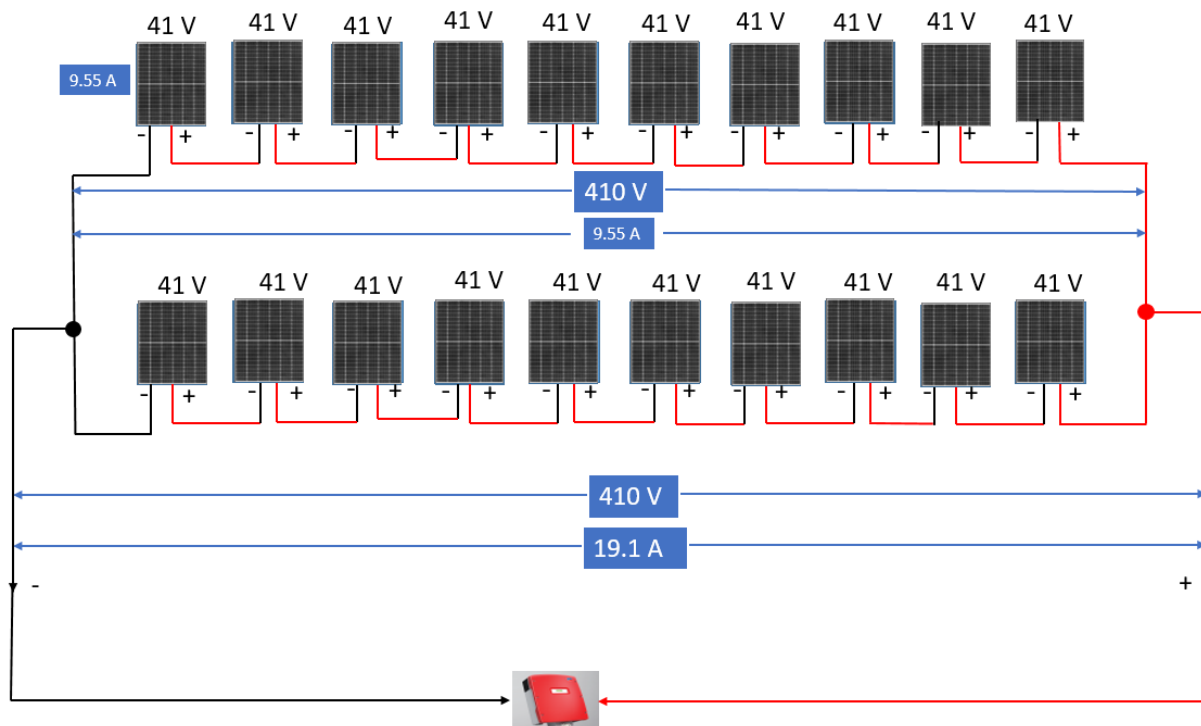 41 V 41 V 41 V 41 V 41 V 41 V 41 V 41 V 41 V 41 V
9.55 A
- + - + - + - + - + - + - + - + - + - +
410 V
9.55 A
41 V 41 V 41 V 41 V 41 V 41 V 41 V 41 V 41 V 41 V
- + - + - + - + - + - + - + - + - + - +
410 V
19.1 A
- +